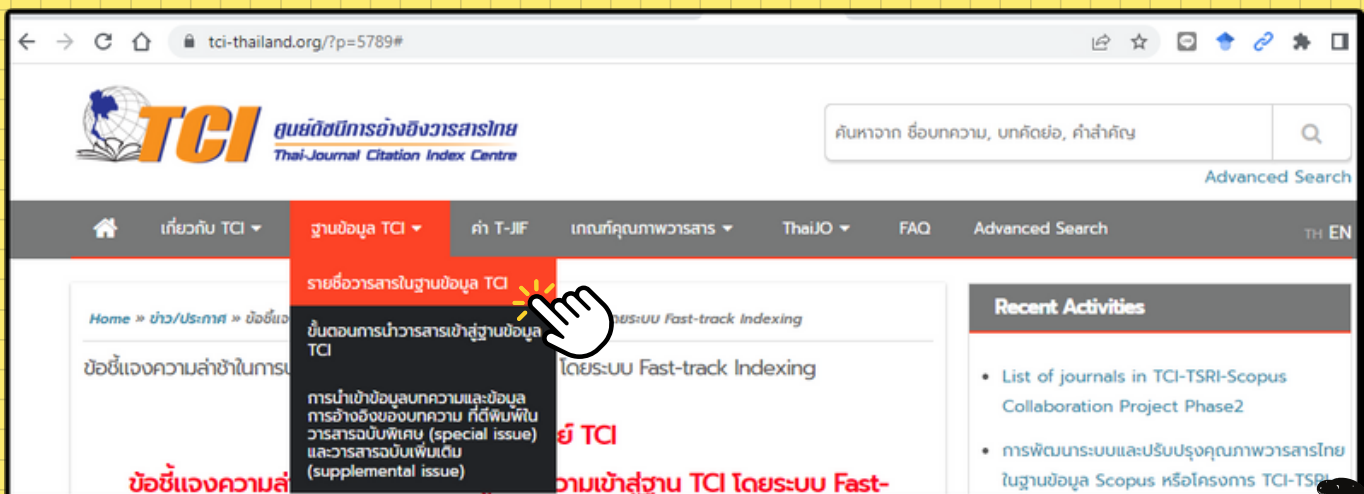 tci-thailand.org/?p=5789#
TCI
ศูนย์ดัชนีการอ้างอิงวารสารไทย
Thai-Journal Citation Index Centre
ค้นหาจาก ชื่อบทความ, บทคัดย่อ, คำสำคัญ
Advanced Search
เกี่ยวกับ TCI
ฐานข้อมูล TCI
ค่า T-JIF
เกณฑ์คุณภาพวารสาร
ThaiJO
FAQ
Advanced Search
TH EN
รายชื่อวารสารในฐานข้อมูล TCI
ขั้นตอนการนำวารสารเข้าสู่ฐานข้อมูล
TCI
การนำเข้าข้อมูลบทความและข้อมูล
การอ้างอิงของบทความ ที่ตีพิมพ์ใน
วารสารฉบับพิเศษ (special issue)
และวารสารฉบับเพิ่มเติม
(supplemental issue)
Home » ข่าว/ประกาศ » Fast-track Indexing
ข้อชี้แจงความล่าช้าในการ โดยระบบ Fast-track Indexing
TCI
ข้อชี้แจงความ เข้าสู่ฐาน TCI โดยระบบ Fast-
Recent Activities
List of journals in TCI-TSRI-Scopus
Collaboration Project Phase2
การพัฒนาระบบและปรับปรุงคุณภาพวารสารไทย
ในฐานข้อมูล Scopus หรือโครงการ TCI-TSRI-